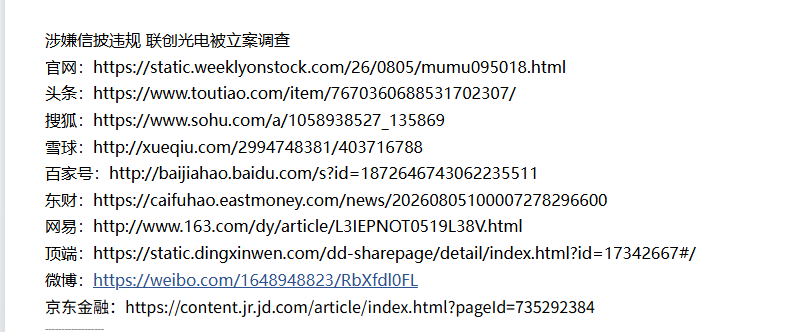 涉嫌信披违规 联创光电被立案调查
官网：https://static.weeklyonstock.com/26/0805/mumu095018.html
头条：https://www.toutiao.com/item/7670360688531702307/
搜狐：https://www.sohu.com/a/1058938527_135869
雪球：http://xueqiu.com/2994748381/403716788
百家号：http://baijiahao.baidu.com/s?id=1872646743062235511
东财：https://caifuhao.eastmoney.com/news/20260805100007278296600
网易：http://www.163.com/dy/article/L3IEPNOT0519L38V.html
顶端：https://static.dingxinwen.com/dd-sharepage/detail/index.html?id=17342667#/
微博：https://weibo.com/1648948823/RbXfdl0FL
京东金融：https://content.jr.jd.com/article/index.html?pageId=735292384